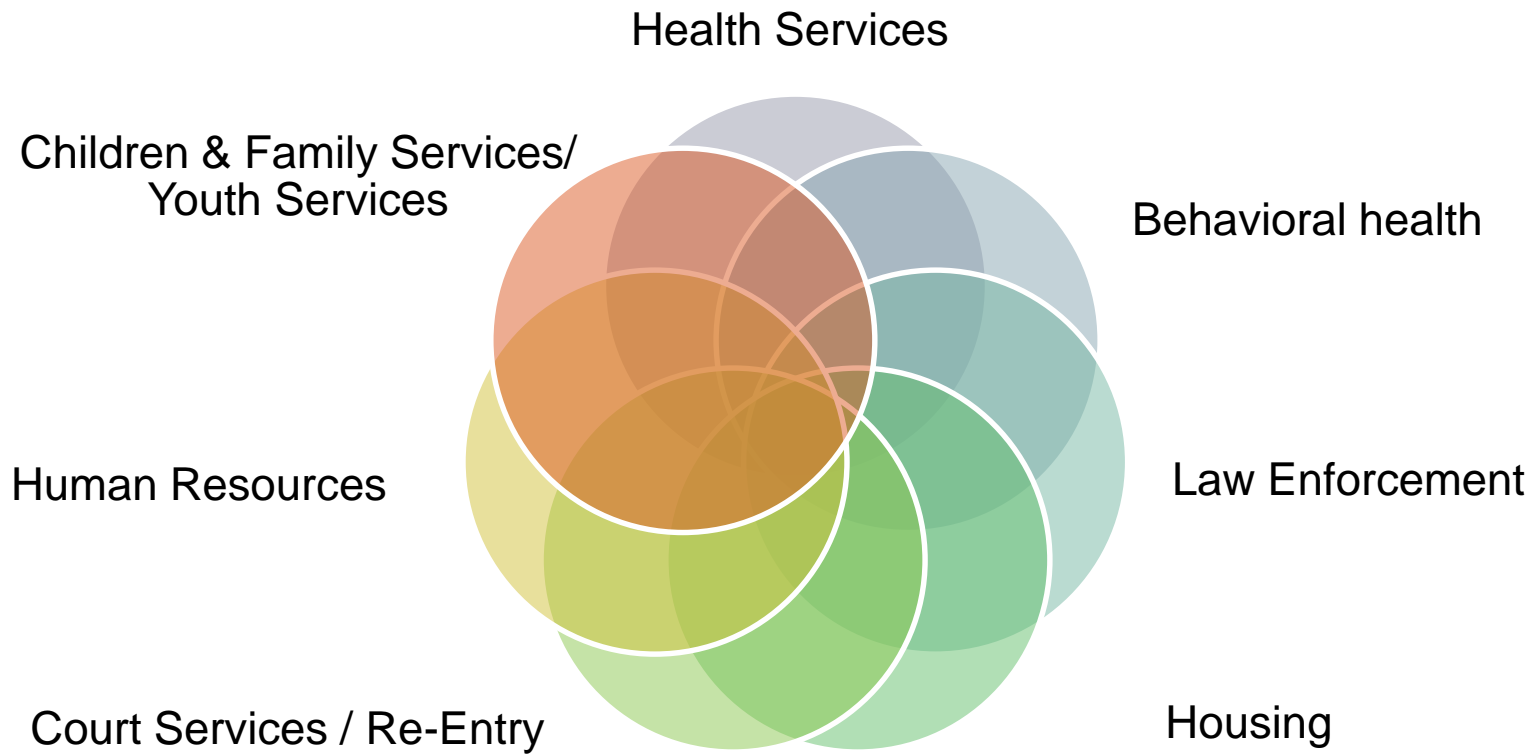 Health Services
Children & Family Services/
Youth Services
Behavioral health
Human Resources
Law Enforcement
Court Services / Re-Entry
Housing